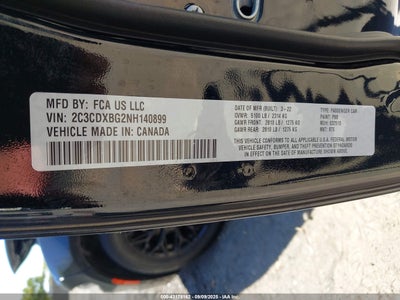 MFD BY: FCA US LLC
VIN: 2C3CDXBG2NH140899
VEHICLE MADE IN: CANADA
DATE OF MFR (BUILT): 3-22
GVWR: 5100 LB / 2314 KG
GAWR FRONT: 2810 LB / 1275 KG
GAWR REAR: 2810 LB / 1275 KG
TYPE: PASSENGER CAR
PAINT: PX8
THIS VEHICLE CONFORMS TO ALL APPLICABLE U.S.A. FEDERAL MOTOR
VEHICLE SAFETY, BUMPER, AND THEFT PREVENTION STANDARDS IN
EFFECT ON THE DATE OF MANUFACTURE SHOWN ABOVE.